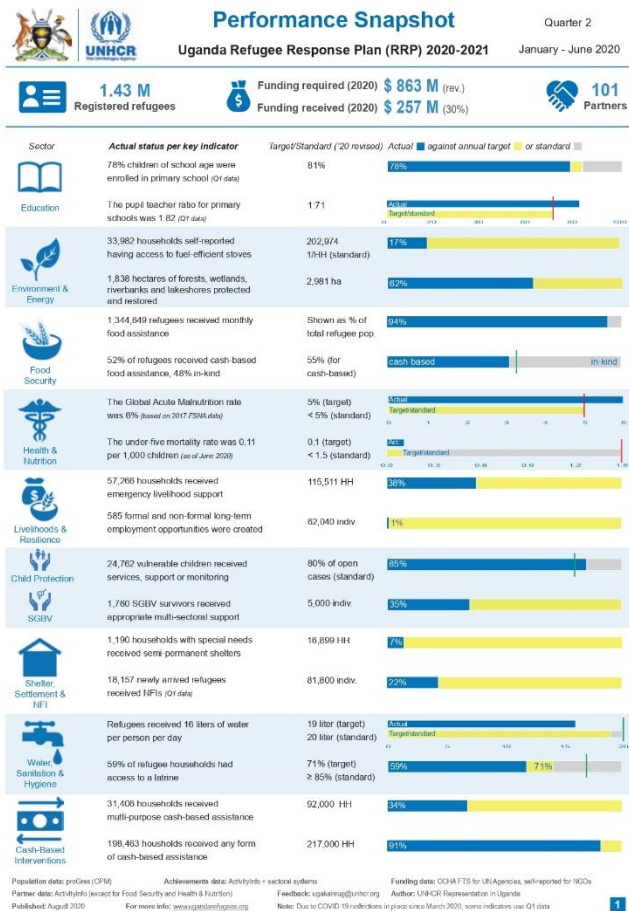 Performance Snapshot
Quarter 2
Uganda Refugee Response Plan (RRP) 2020-2021
January - June 2020
UNHCR
The UN Refugee Agency
1.43 M
Registered refugees
Funding required (2020) $ 863 M (rev.)
Funding received (2020) $ 257 M (30%)
101
Partners
Sector
Actual status per key indicator
Target/Standard ('20 revised)
Actual against annual target or standard
Education
78% children of school age were
enrolled in primary school (Q1 data)
81%
78%
The pupil teacher ratio for primary
schools was 1.82 (Q1 data)
1:71
Actual
Target/standard
0 20 40 60 80 100
Environment &
Energy
33,982 households self-reported
having access to fuel-efficient stoves
202,974
1/HH (standard)
17%
1,838 hectares of forests, wetlands,
riverbanks and lakeshores protected
and restored
2,981 ha
62%
Food
Security
1,344,649 refugees received monthly
food assistance
Shown as % of
total refugee pop.
94%
52% of refugees received cash-based
food assistance, 48% in-kind
55% (for
cash-based)
cash-based
in-kind
Health &
Nutrition
The Global Acute Malnutrition rate
was 6% (based on 2017 FSNA data)
5% (target)
< 5% (standard)
Actual
Target/standard
0 1 2 3 4 5 6
The under five mortality rate was 0.11
per 1,000 children (as of June 2020)
0.1 (target)
< 1.5 (standard)
Act
Target/standard
0.0 0.3 0.6 0.9 1.2 1.5
Livelihoods &
Resilience
57,266 households received
emergency livelihood support
115,511 HH
38%
585 formal and non-formal long-term
employment opportunities were created
62,040 indiv.
1%
Child Protection
24,762 vulnerable children received
services, support or monitoring
80% of open
cases (standard)
85%
SGBV
1,760 SGBV survivors received
appropriate multi-sectoral support
5,000 indiv.
35%
Shelter,
Settlement &
NFI
1,190 households with special needs
received semi-permanent shelters
16,899 HH
7%
18,157 newly arrived refugees
received NFIs (Q1 data)
81,800 indiv.
22%
Water,
Sanitation &
Hygiene
Refugees received 16 liters of water
per person per day
19 liter (target)
20 liter (standard)
Actual
Target/standard
0 5 10 15 20
59% of refugee households had
access to a latrine
71% (target)
≥ 85% (standard)
59%
71%
Cash-Based
Interventions
31,406 households received
mutli-purpose cash-based assistance
92,000 HH
34%
198,463 housholds received any form
of cash-based assistance
217,000 HH
91%
Population data: proGres (OPM)
Achievements data: ActivityInfo + sectoral systems
Funding data: OCHA FTS for UN Agencies, self-reported for NGOs
Partner data: ActivityInfo (except for Food Security and Health & Nutrition)
Feedback: ugakaimug@unhcr.org
Author: UNHCR Representation in Uganda
Published: August 2020
For more info: www.ugandarefugees.org
Note: Due to COVID-19 restrictions in place since March 2020, some indicators use Q1 data
1